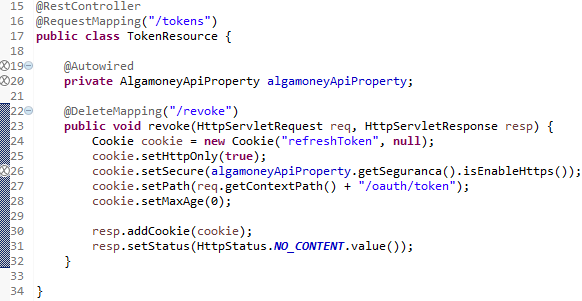 15 @RestController
16 @RequestMapping("/tokens")
17 public class TokenResource {
18
19 @Autowired
20 private AlgamoneyApiProperty algamoneyApiProperty;
21
22 @DeleteMapping("/revoke")
23 public void revoke(HttpServletRequest req, HttpServletResponse resp) {
24 Cookie cookie = new Cookie("refreshToken", null);
25 cookie.setHttpOnly(true);
26 cookie.setSecure(algamoneyApiProperty.getSeguranca().isEnableHttps());
27 cookie.setPath(req.getContextPath() + "/oauth/token");
28 cookie.setMaxAge(0);
29
30 resp.addCookie(cookie);
31 resp.setStatus(HttpStatus.NO_CONTENT.value());
32 }
33
34 }